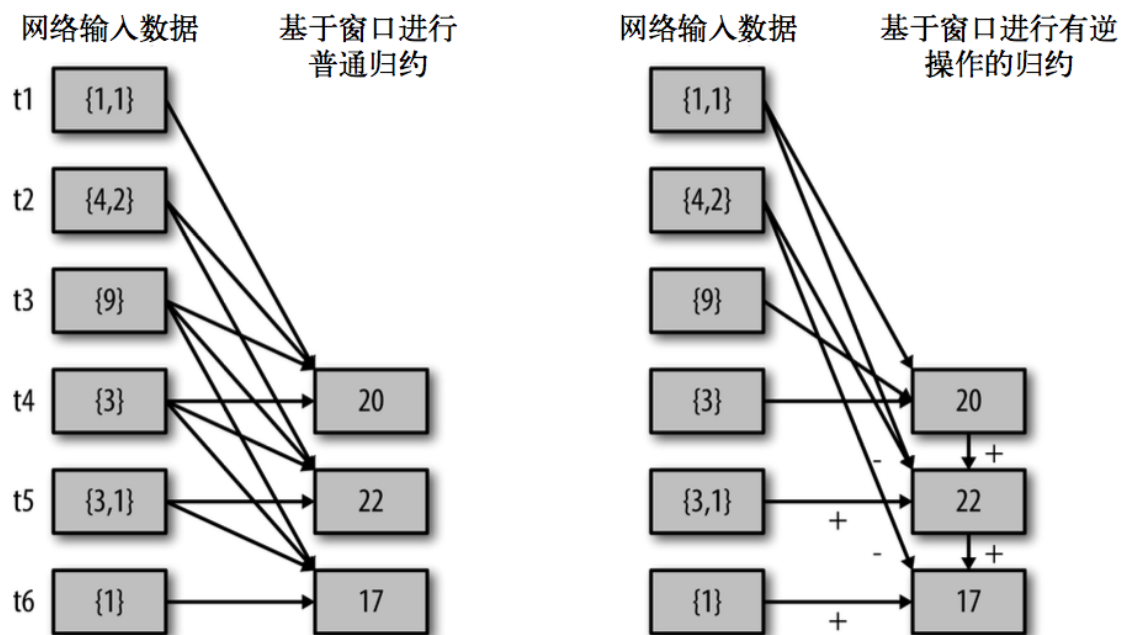 网络输入数据
基于窗口进行
普通归约
t1
{1,1}
t2
{4,2}
t3
{9}
t4
{3}
20
t5
{3,1}
22
t6
{1}
17
网络输入数据
基于窗口进行有逆
操作的归约
{1,1}
{4,2}
{9}
{3}
20
- +
{3,1}
22
+
- +
{1}
17
+